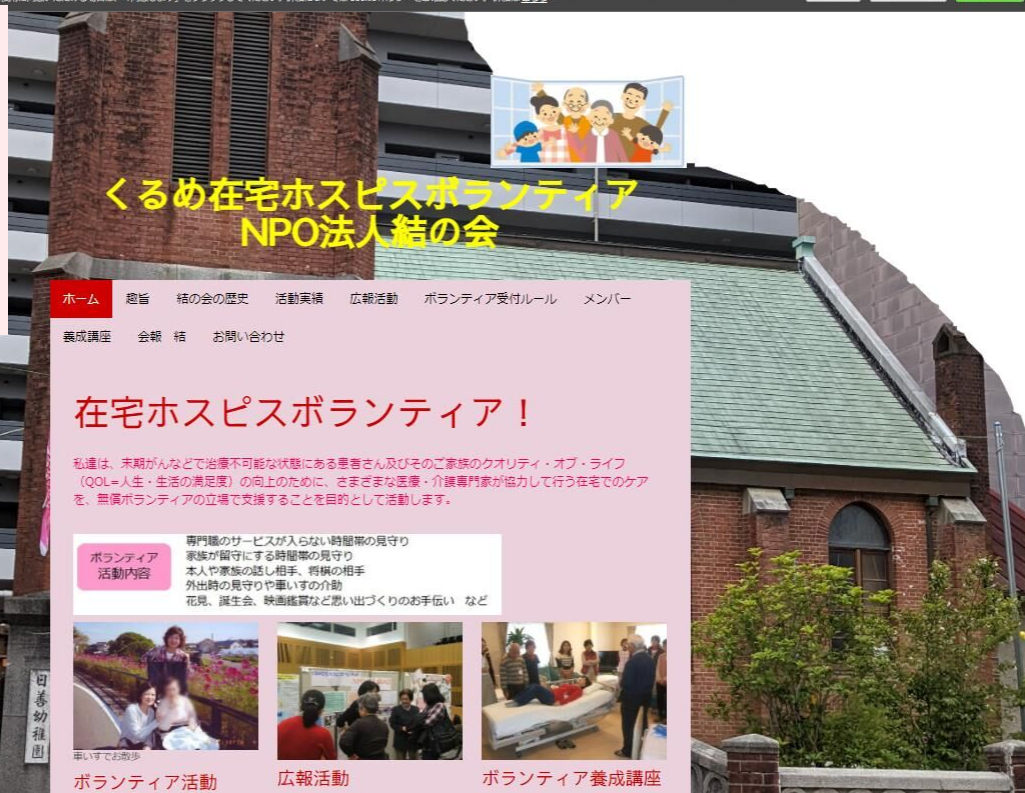 くるめ在宅ホスピスボランティア
NPO法人結の会
ホーム 趣旨 結の会の歴史 活動実績 広報活動 ボランティア受付ルール メンバー
養成講座 会報 結 お問い合わせ
在宅ホスピスボランティア！
私達は、末期がんなどで治療不可能な状態にある患者さん及びそのご家族のクオリティ・オブ・ライフ
（QOL=人生・生活の満足度）の向上のために、さまざまな医療・介護専門家が協力して行う在宅でのケア
を、無償ボランティアの立場で支援することを目的として活動します。
ボランティア
活動内容
専門職のサービスが入らない時間帯の見守り
家族が留守にする時間帯の見守り
本人や家族の話し相手、将棋の相手
外出時の見守りや車いすの介助
花見、誕生会、映画鑑賞など思い出づくりのお手伝い など
日善幼稚園
車いすでお散歩
ボランティア活動
広報活動
ボランティア養成講座